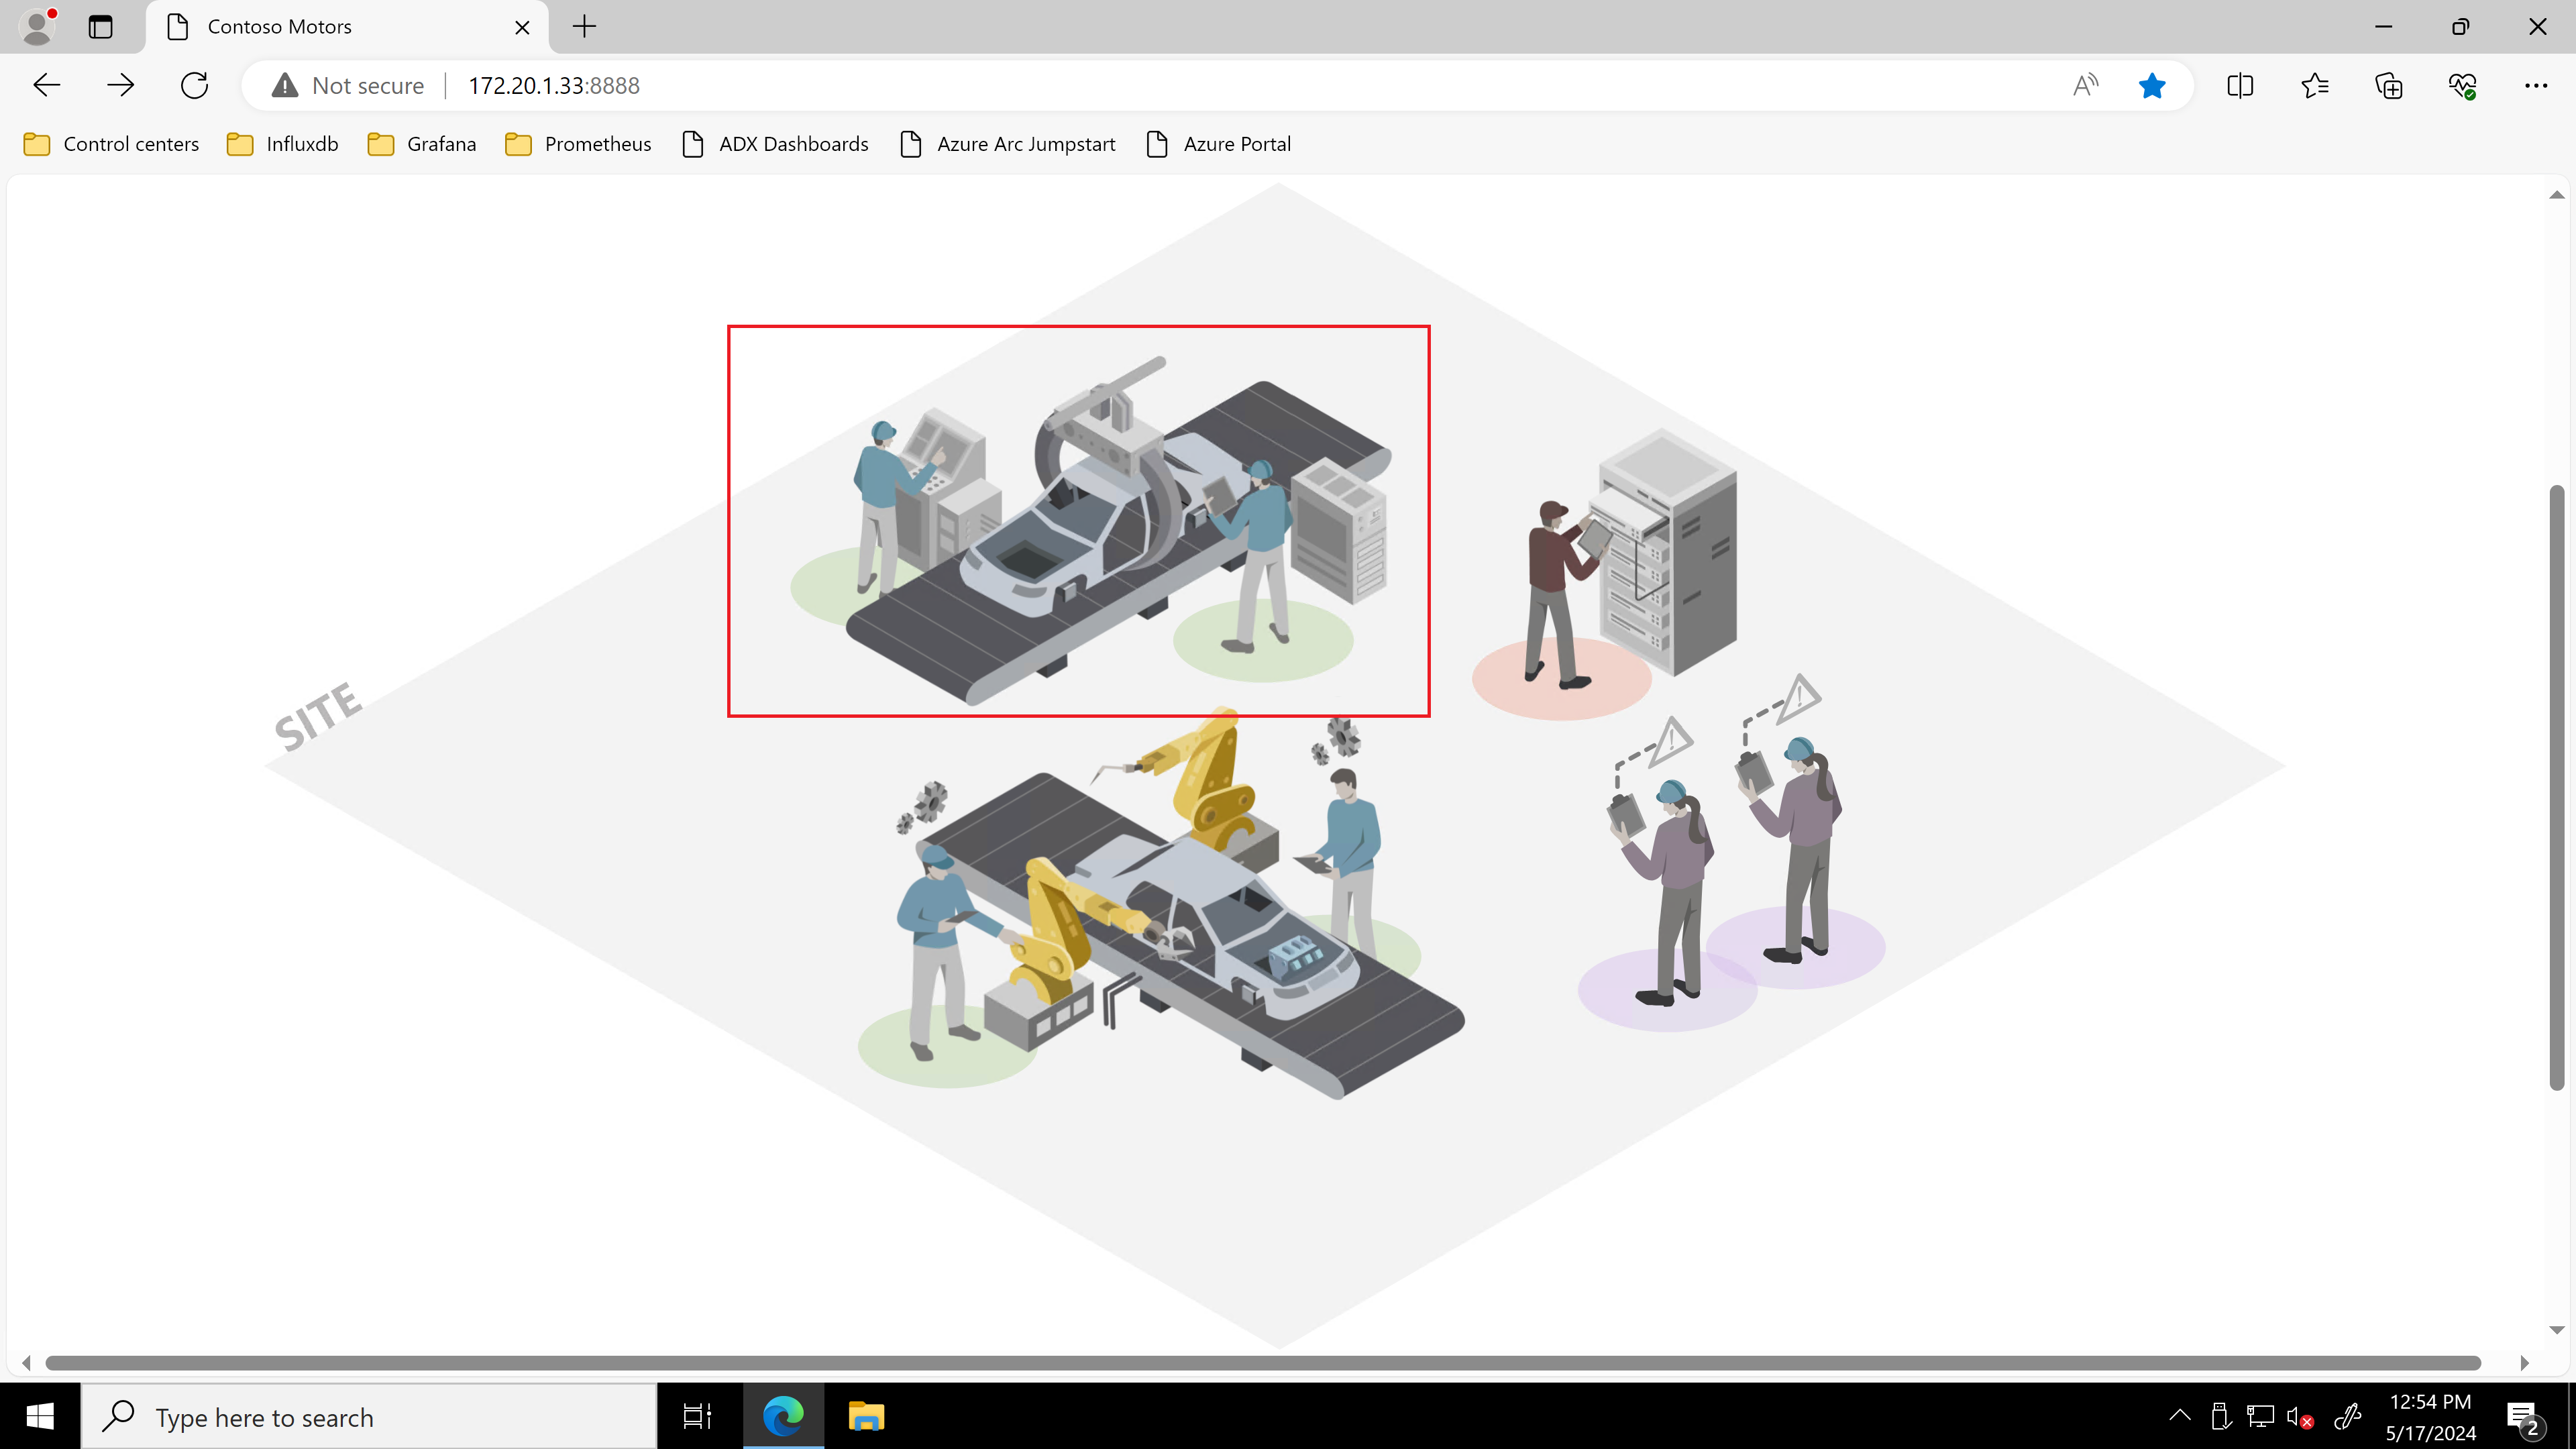 Contoso Motors
Not secure 172.20.1.33:8888
Control centers Influxdb Grafana Prometheus ADX Dashboards Azure Arc Jumpstart Azure Portal
SITE
Type here to search
12:54 PM
5/17/2024
2